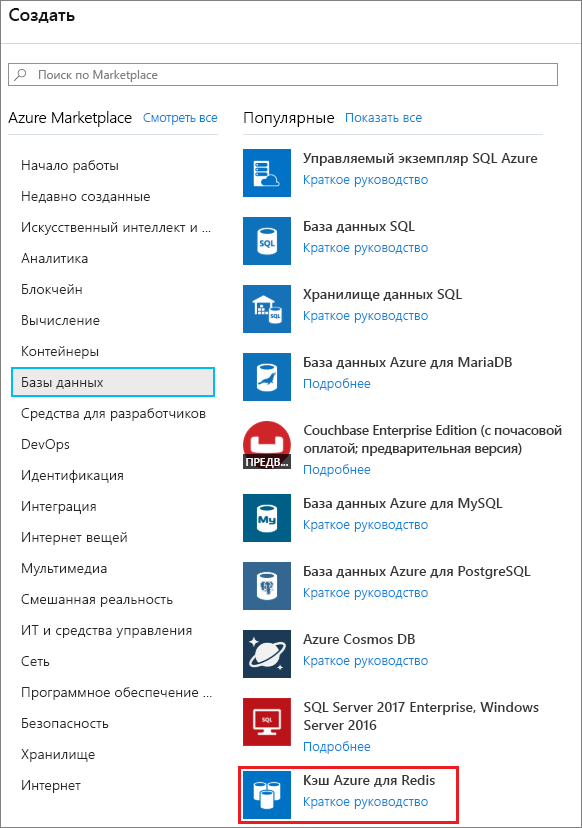 Создать
Поиск по Marketplace
Azure Marketplace Смотреть все
Начало работы
Недавно созданные
Искусственный интеллект и ...
Аналитика
Блокчейн
Вычисление
Контейнеры
Базы данных
Средства для разработчиков
DevOps
Идентификация
Интеграция
Интернет вещей
Мультимедиа
Смешанная реальность
ИТ и средства управления
Сеть
Программное обеспечение ...
Безопасность
Хранилище
Интернет
Популярные Показать все
Управляемый экземпляр SQL Azure
Краткое руководство
SQL
База данных SQL
Краткое руководство
SQL
Хранилище данных SQL
Краткое руководство
База данных Azure для MariaDB
Подробнее
ПРЕДВ...
Couchbase Enterprise Edition (с почасовой
оплатой; предварительная версия)
Подробнее
My
База данных Azure для MySQL
Краткое руководство
База данных Azure для PostgreSQL
Краткое руководство
Azure Cosmos DB
Краткое руководство
SQL
SQL Server 2017 Enterprise, Windows
Server 2016
Подробнее
Кэш Azure для Redis
Краткое руководство